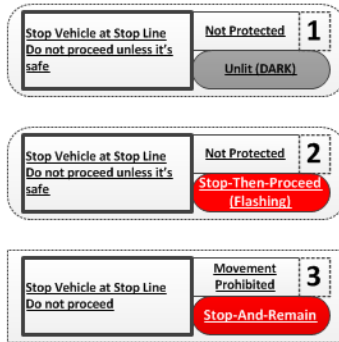 Stop Vehicle at Stop Line
Do not proceed unless it's
safe
Not Protected
1
Unlit (DARK)
Stop Vehicle at Stop Line
Do not proceed unless it's
safe
Not Protected
2
Stop-Then-Proceed
(Flashing)
Stop Vehicle at Stop Line
Do not proceed
Movement
Prohibited
3
Stop-And-Remain